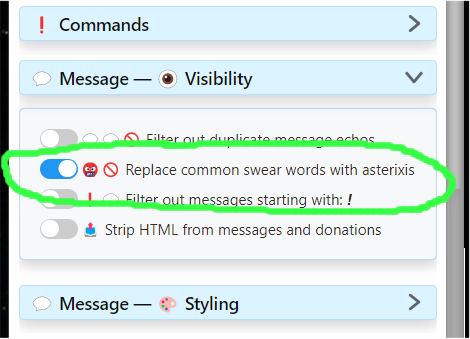 Commands
Message — Visibility
Filter out duplicate message echos
Replace common swear words with asterixis
Filter out messages starting with: !
Strip HTML from messages and donations
Message — Styling